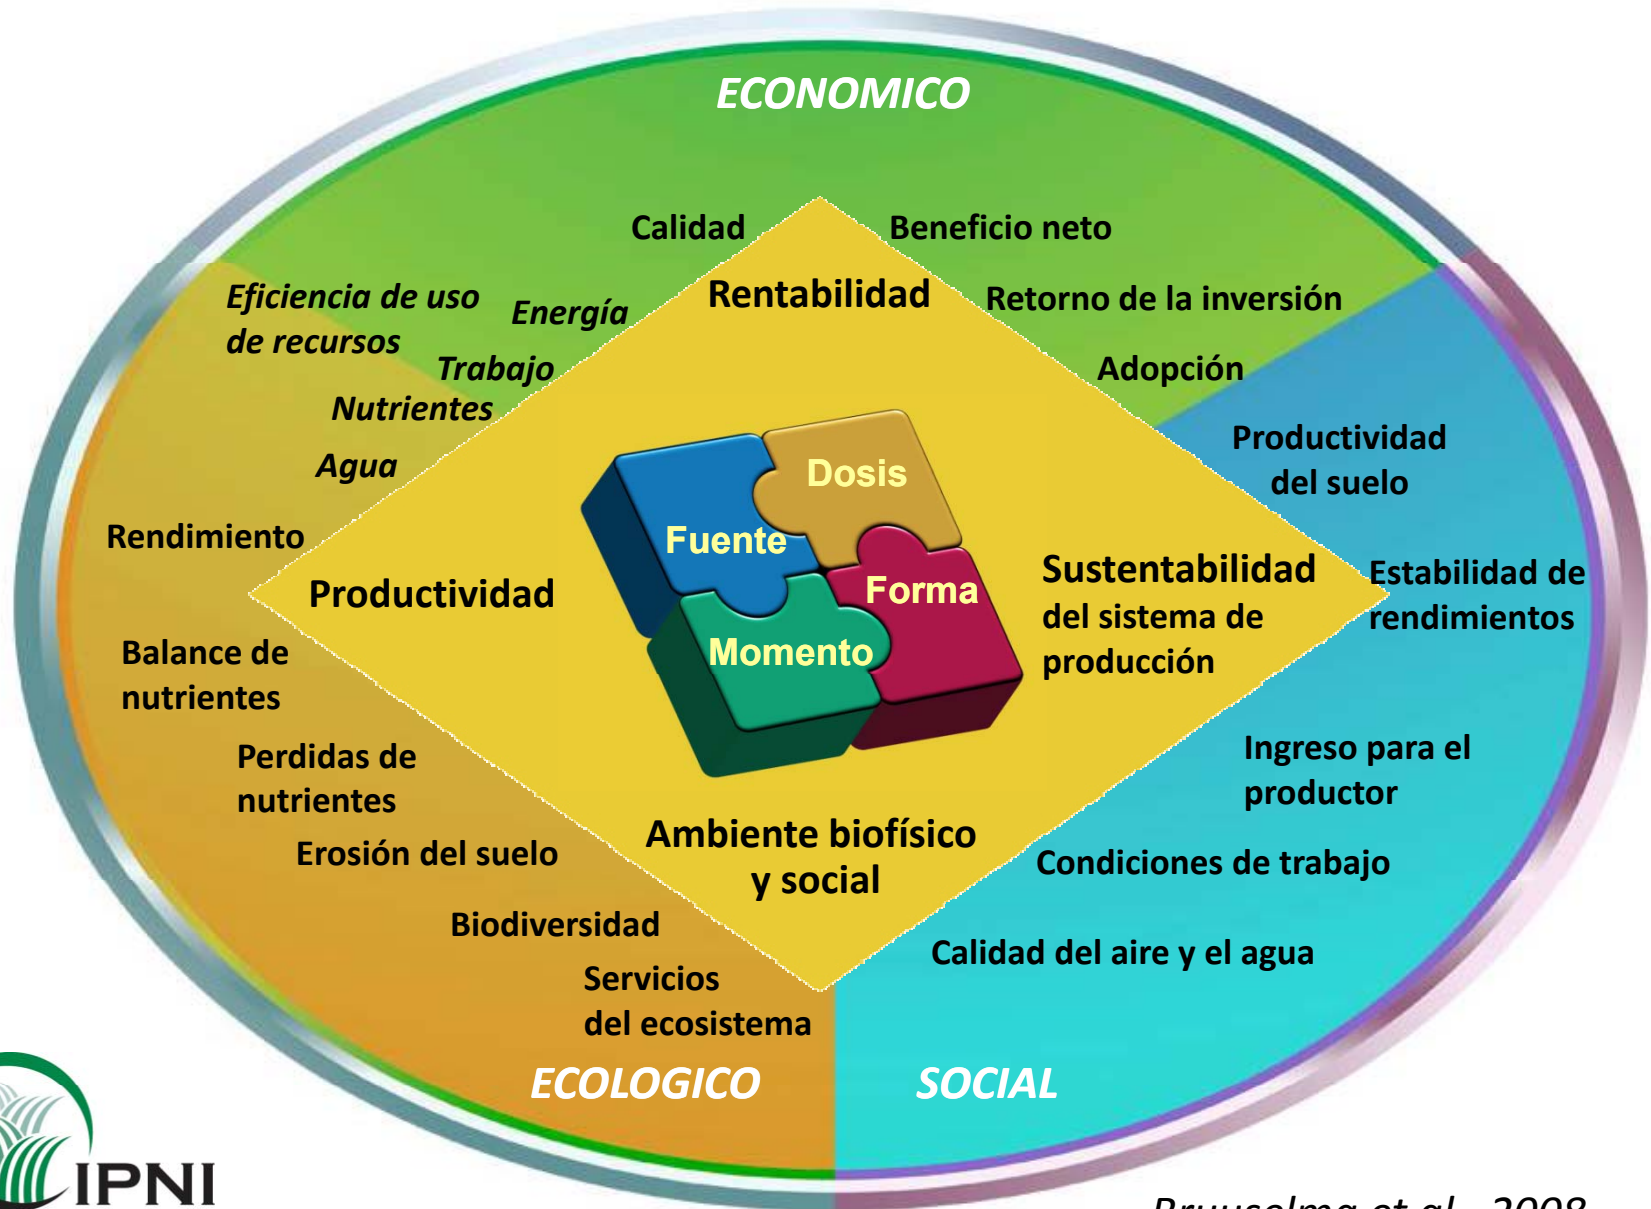 ECONOMICO
Calidad
Beneficio neto
Rentabilidad
Eficiencia de uso
de recursos
Energía
Retorno de la inversión
Trabajo
Adopción
Nutrientes
Agua
Productividad
del suelo
Dosis
Fuente
Rendimiento
Forma
Momento
Productividad
Sustentabilidad
del sistema de
producción
Estabilidad de
rendimientos
Balance de
nutrientes
Perdidas de
nutrientes
Ingreso para el
productor
Ambiente biofísico
y social
Erosión del suelo
Condiciones de trabajo
Biodiversidad
Calidad del aire y el agua
Servicios
del ecosistema
ECOLOGICO
SOCIAL
IPNI
et al., 2008